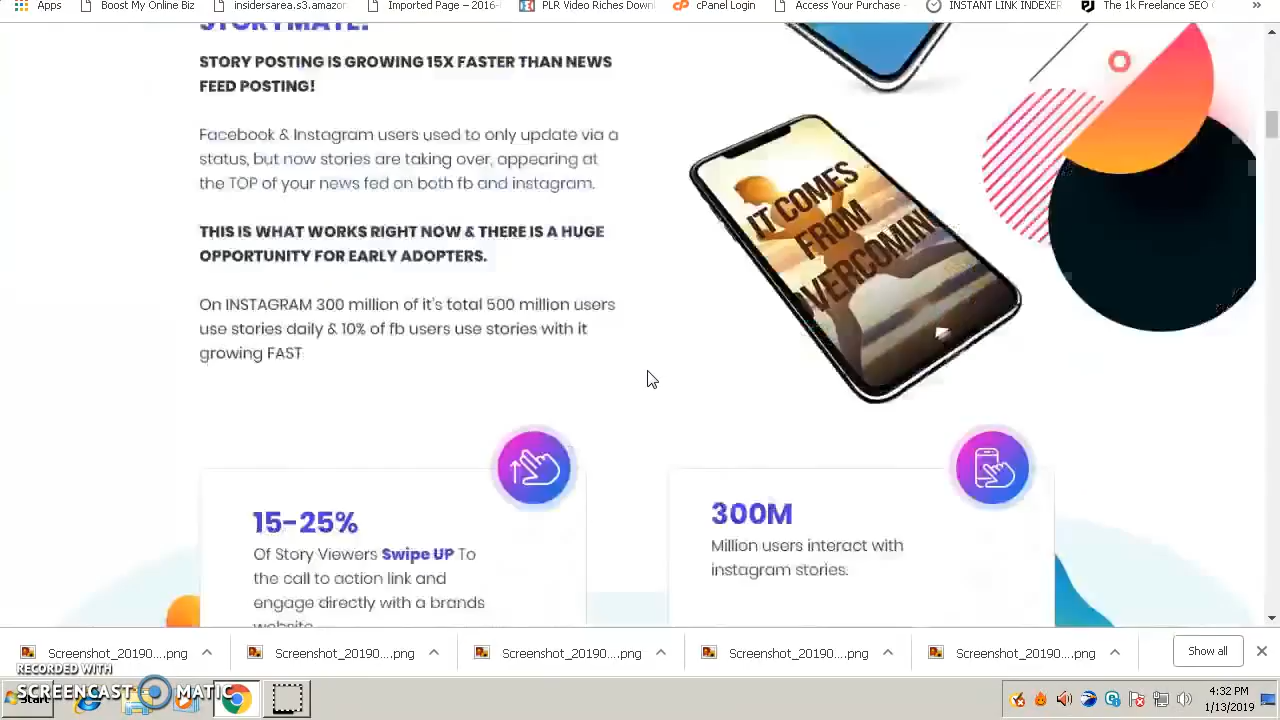 Apps
Boost My Online Biz
insidersarea.s3.amazor
Imported Page – 2016-
PLR Video Riches Down
cPanel Login
Access Your Purchase -
INSTANT LINK INDEXER
The 1k Freelance SEO
»
STORYMATE!
STORY POSTING IS GROWING 15X FASTER THAN NEWS
FEED POSTING!
Facebook & Instagram users used to only update via a
status, but now stories are taking over, appearing at
the TOP of your news fed on both fb and instagram.
THIS IS WHAT WORKS RIGHT NOW & THERE IS A HUGE
OPPORTUNITY FOR EARLY ADOPTERS.
On INSTAGRAM 300 million of it's total 500 million users
use stories daily & 10% of fb users use stories with it
growing FAST
IT COMES
FROM
OVERCOMIN
15-25%
Of Story Viewers Swipe UP To
the call to action link and
engage directly with a brands
website
300M
Million users interact with
instagram stories.
Screenshot_20190....png
Screenshot_20190....png
Screenshot_20190....png
Screenshot_20190....png
Screenshot_20190....png
Show all
RECORDED WITH
SCREENCAST MATIC
Start
4:32 PM
1/13/2019